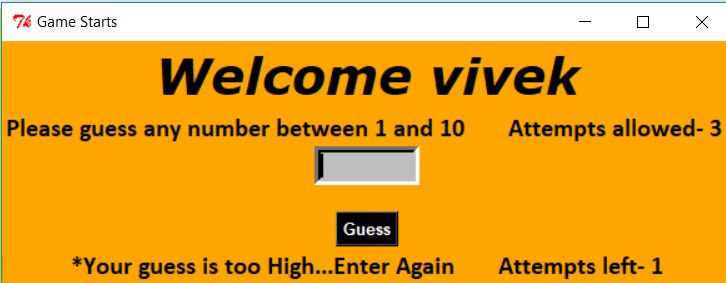 Game Starts
Welcome vivek
Please guess any number between 1 and 10 Attempts allowed- 3
Guess
*Your guess is too High...Enter Again Attempts left- 1